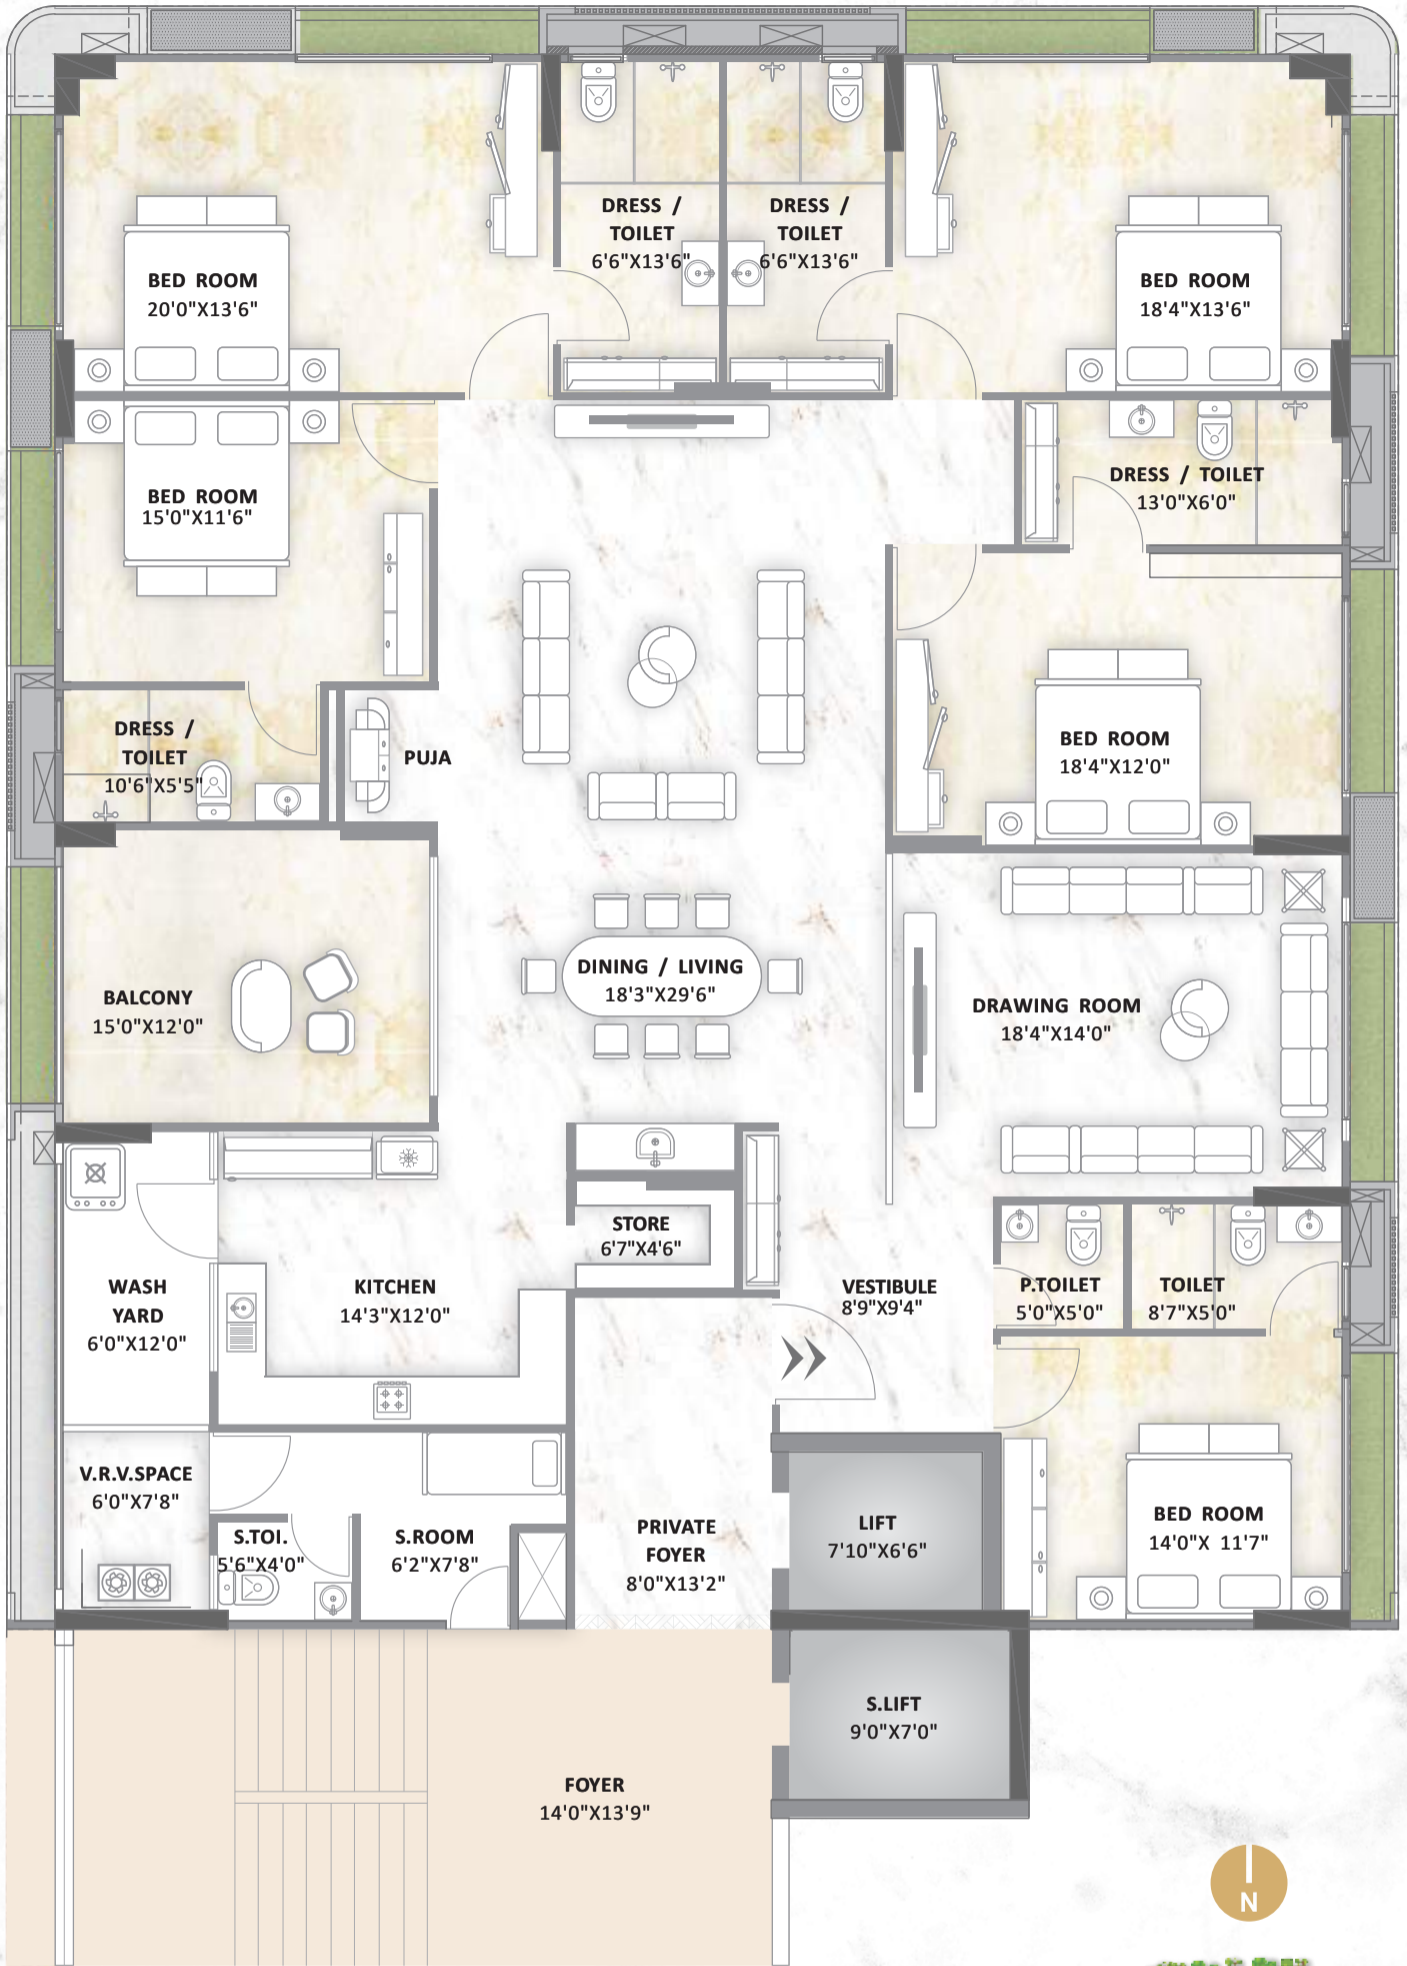 DRESS /
TOILET
6'6"X13'6"
DRESS /
TOILET
6'6"X13'6"
BED ROOM
20'0"X13'6"
BED ROOM
18'4"X13'6"
BED ROOM
15'0"X11'6"
DRESS / TOILET
13'0"X6'0"
DRESS /
TOILET
10'6"X5'5"
PUJA
BED ROOM
18'4"X12'0"
BALCONY
15'0"X12'0"
DINING / LIVING
18'3"X29'6"
DRAWING ROOM
18'4"X14'0"
STORE
6'7"X4'6"
WASH
YARD
6'0"X12'0"
KITCHEN
14'3"X12'0"
VESTIBULE
8'9"X9'4"
P.TOILET
5'0"X5'0"
TOILET
8'7"X5'0"
V.R.V.SPACE
6'0"X7'8"
S.TOI.
5'6"X4'0"
S.ROOM
6'2"X7'8"
PRIVATE
FOYER
8'0"X13'2"
LIFT
7'10"X6'6"
BED ROOM
14'0"X 11'7"
S.LIFT
9'0"X7'0"
FOYER
14'0"X13'9"
N